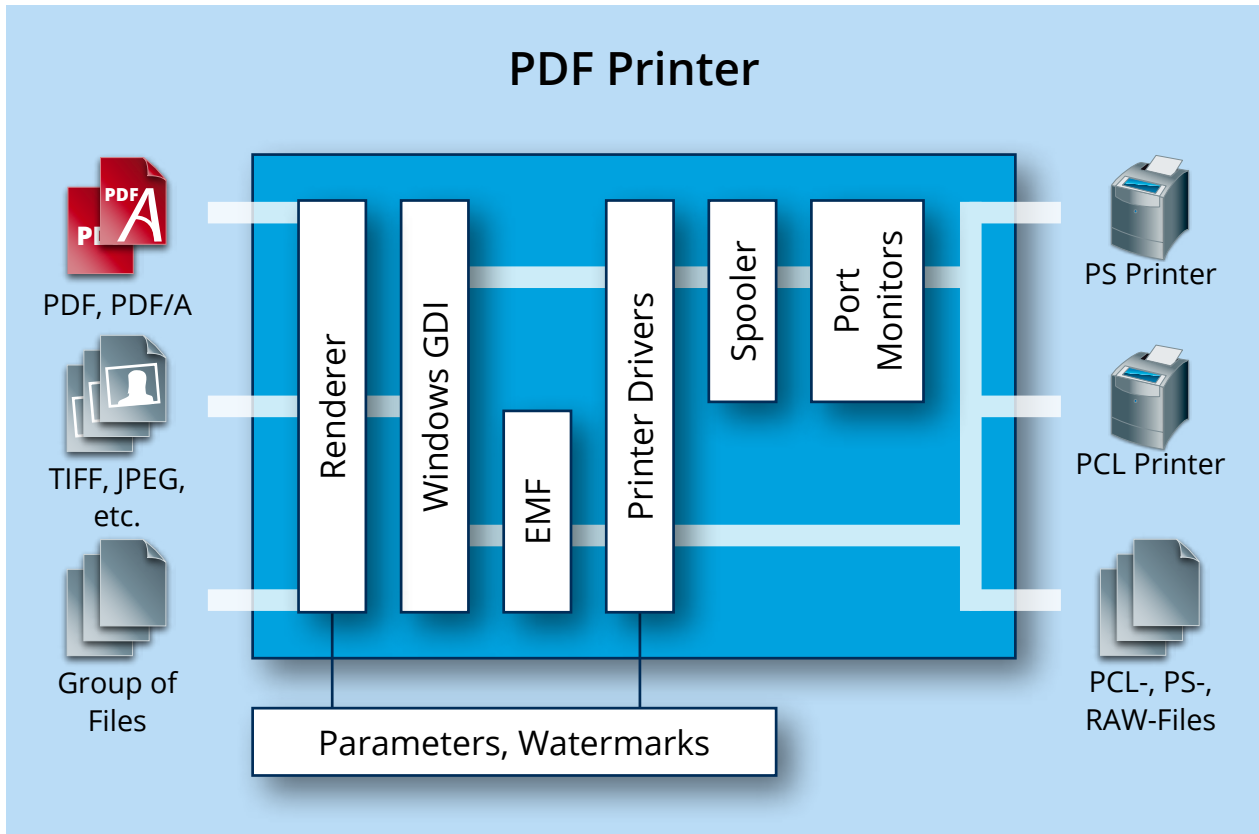 PDF Printer
PDF
A
PDF, PDF/A
TIFF, JPEG,
etc.
Group of
Files
Renderer
Windows GDI
EMF
Printer Drivers
Spooler
Port
Monitors
Parameters, Watermarks
PS Printer
PCL Printer
PCL-, PS-,
RAW-Files